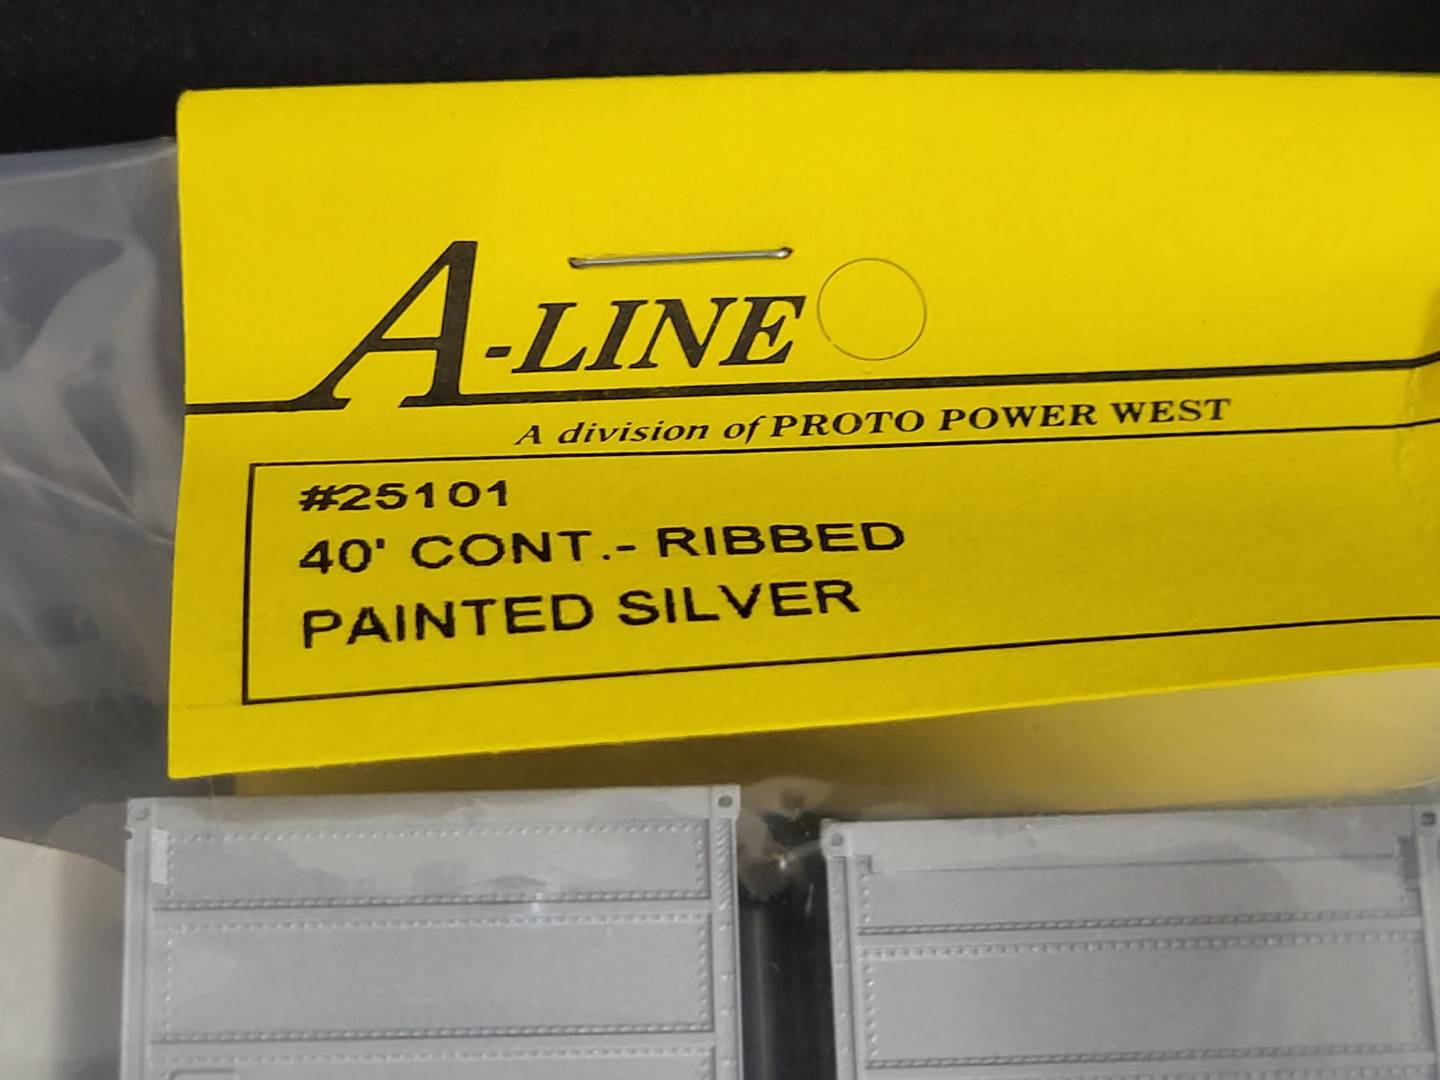 A-LINE
A division of PROTO POWER WEST
#25101
40' CONT.- RIBBED
PAINTED SILVER